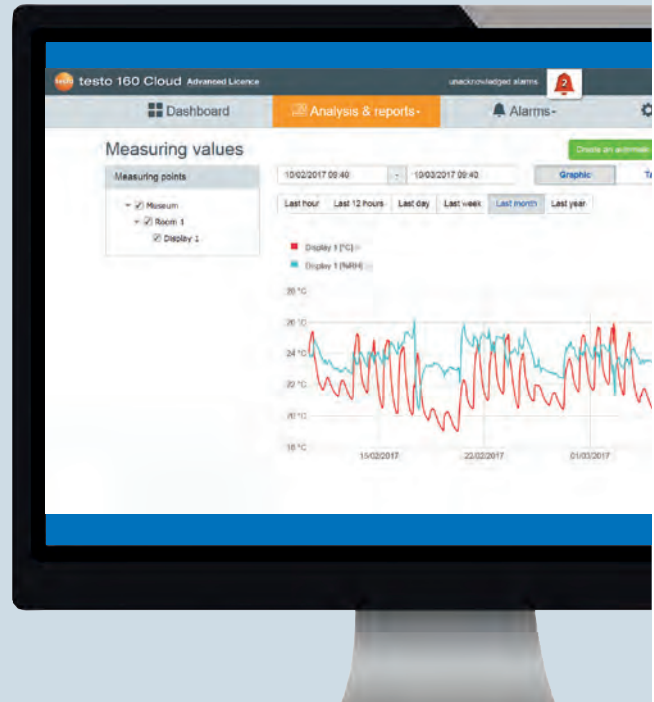 testo
testo 160 Cloud Advanced Licence
unacknowledged alarms
2
Dashboard
Analysis & reports
Alarms
Measuring values
Create an automatic
Measuring points
10/02/2017 09:40 - 10/03/2017 09:40
Graphic
Ta
Museum
Room 1
Display 1
Last hour Last 12 hours Last day Last week Last month Last year
Display 1 [°C]
Display 1 [%RH]
28 °C
26 °C
24 °C
22 °C
20 °C
18 °C
15/02/2017 22/02/2017 01/03/2017